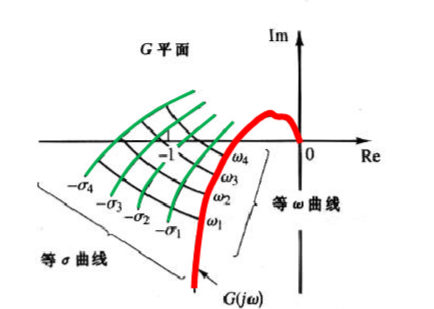 Im
G 平面
-1
0
Re
ω₄
ω₃
ω₂
ω₁
-σ₄
-σ₃
-σ₂
-σ₁
等 ω 曲线
等 σ 曲线
G(jω)